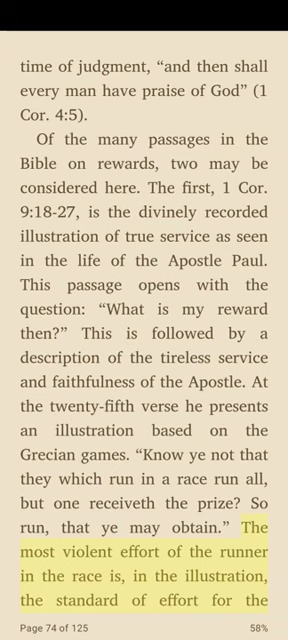 time of judgment, “and then shall
every man have praise of God” (1
Cor. 4:5).
Of the many passages in the
Bible on rewards, two may be
considered here. The first, 1 Cor.
9:18-27, is the divinely recorded
illustration of true service as seen
in the life of the Apostle Paul.
This passage opens with the
question: “What is my reward
then?” This is followed by a
description of the tireless service
and faithfulness of the Apostle. At
the twenty-fifth verse he presents
an illustration based on the
Grecian games. “Know ye not that
they which run in a race run all,
but one receiveth the prize? So
run, that ye may obtain.” The
most violent effort of the runner
in the race is, in the illustration,
the standard of effort for the
Page 74 of 125 58%